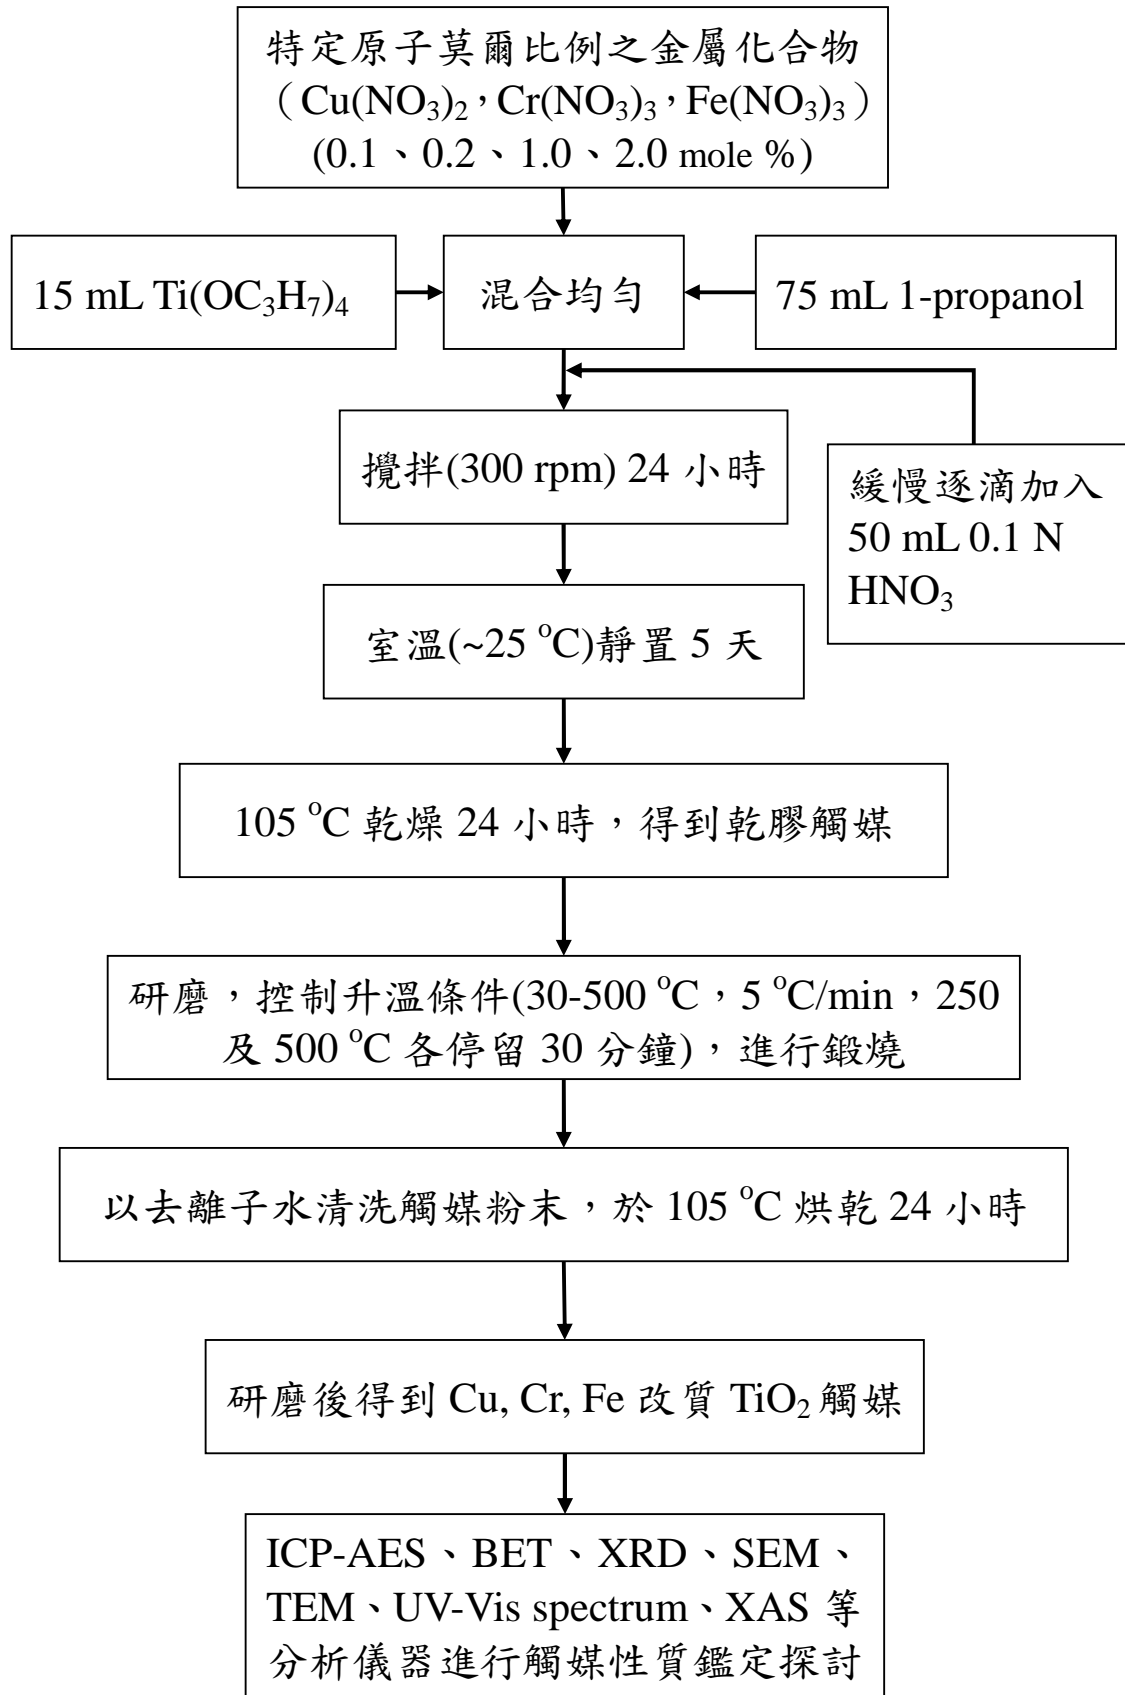 特定原子莫爾比例之金屬化合物
（Cu(NO₃)₂，Cr(NO₃)₃，Fe(NO₃)₃）
(0.1、0.2、1.0、2.0 mole %)
15 mL Ti(OC₃H₇)₄
混合均勻
75 mL 1-propanol
攪拌(300 rpm) 24 小時
緩慢逐滴加入
50 mL 0.1 N
HNO₃
室溫(~25 °C)靜置 5 天
105 °C 乾燥 24 小時，得到乾膠觸媒
研磨，控制升溫條件(30-500 °C，5 °C/min，250
及 500 °C 各停留 30 分鐘)，進行鍛燒
以去離子水清洗觸媒粉末，於 105 °C 烘乾 24 小時
研磨後得到 Cu, Cr, Fe 改質 TiO₂ 觸媒
ICP-AES、BET、XRD、SEM、
TEM、UV-Vis spectrum、XAS 等
分析儀器進行觸媒性質鑑定探討